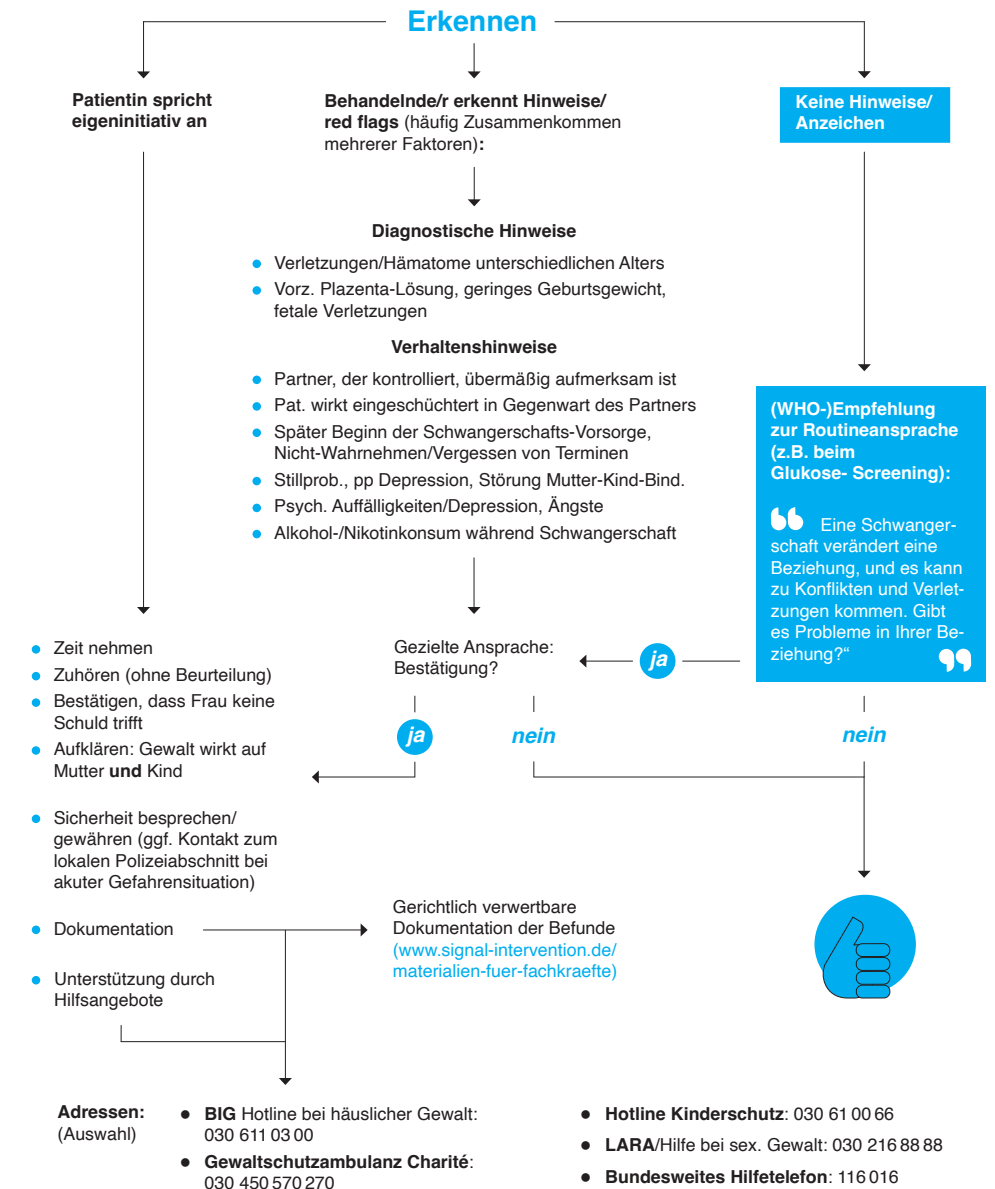 Erkennen
Patientin spricht
eigeninitiativ an
Behandelnde/r erkennt Hinweise/
red flags (häufig Zusammenkommen
mehrerer Faktoren):
Keine Hinweise/
Anzeichen
Diagnostische Hinweise
Verletzungen/Hämatome unterschiedlichen Alters
Vorz. Plazenta-Lösung, geringes Geburtsgewicht,
fetale Verletzungen
Verhaltenshinweise
Partner, der kontrolliert, übermäßig aufmerksam ist
Pat. wirkt eingeschüchtert in Gegenwart des Partners
Später Beginn der Schwangerschafts-Vorsorge,
Nicht-Wahrnehmen/Vergessen von Terminen
Stillprob., pp Depression, Störung Mutter-Kind-Bind.
Psych. Auffälligkeiten/Depression, Ängste
Alkohol-/Nikotinkonsum während Schwangerschaft
(WHO-)Empfehlung
zur Routineansprache
(z.B. beim
Glukose- Screening):
Eine Schwanger-
schaft verändert eine
Beziehung, und es kann
zu Konflikten und Verlet-
zungen kommen. Gibt
es Probleme in Ihrer Be-
ziehung?“
Zeit nehmen
Zuhören (ohne Beurteilung)
Bestätigen, dass Frau keine
Schuld trifft
Aufklären: Gewalt wirkt auf
Mutter und Kind
Sicherheit besprechen/
gewähren (ggf. Kontakt zum
lokalen Polizeiabschnitt bei
akuter Gefahrensituation)
Dokumentation
Unterstützung durch
Hilfsangebote
Gezielte Ansprache:
Bestätigung?
ja
ja
nein
nein
Gerichtlich verwertbare
Dokumentation der Befunde
(www.signal-intervention.de/
materialien-fuer-fachkraefte)
Adressen:
(Auswahl)
BIG Hotline bei häuslicher Gewalt:
030 611 03 00
Gewaltschutzambulanz Charité:
030 450 570 270
Hotline Kinderschutz: 030 61 00 66
LARA/Hilfe bei sex. Gewalt: 030 216 88 88
Bundesweites Hilfetelefon: 116 016